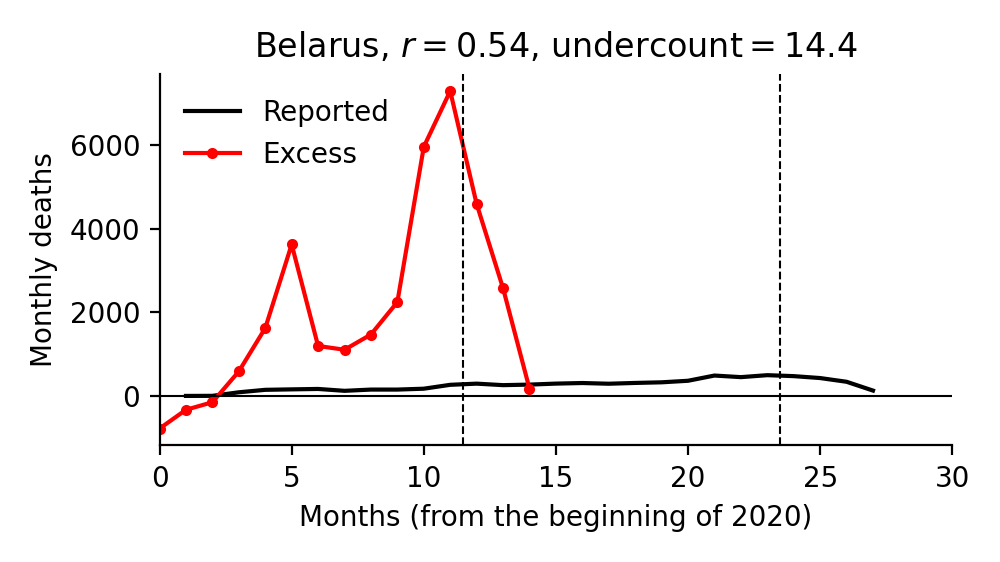 Belarus, r = 0.54, undercount = 14.4
Reported
Excess
Monthly deaths
6000
4000
2000
0
0 5 10 15 20 25 30
Months (from the beginning of 2020)